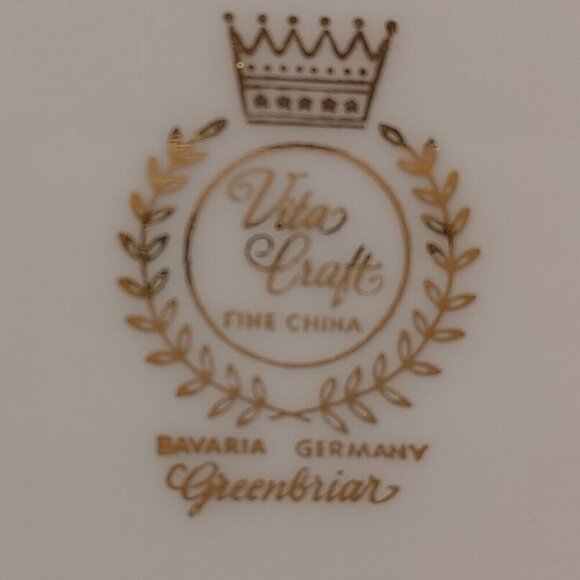 Vita
Craft
FINE CHINA
BAVARIA GERMANY
Greenbriar